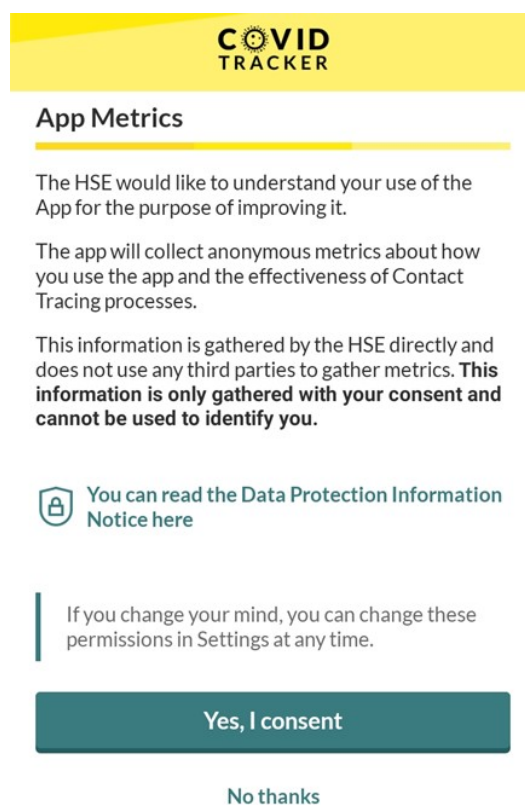 COVID
TRACKER
App Metrics
The HSE would like to understand your use of the
App for the purpose of improving it.
The app will collect anonymous metrics about how
you use the app and the effectiveness of Contact
Tracing processes.
This information is gathered by the HSE directly and
does not use any third parties to gather metrics. This
information is only gathered with your consent and
cannot be used to identify you.
You can read the Data Protection Information
Notice here
If you change your mind, you can change these
permissions in Settings at any time.
Yes, I consent
No thanks